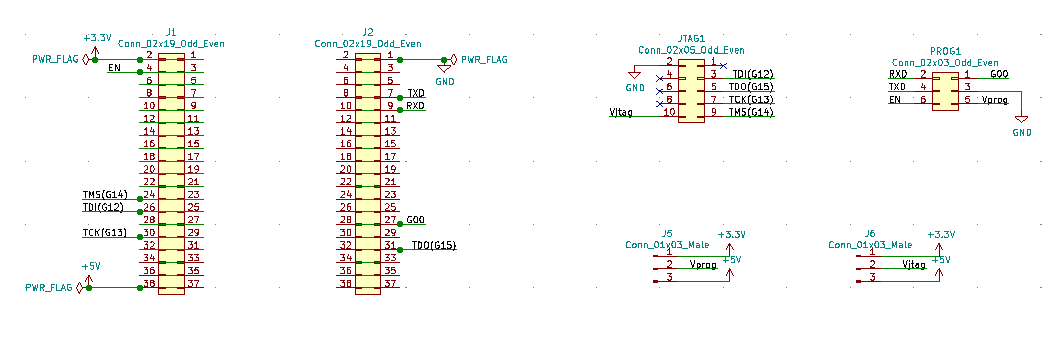 J1
Conn_02x19_Odd_Even
+3.3V
PWR_FLAG
EN
2 1
4 3
6 5
8 7
10 9
12 11
14 13
16 15
18 17
20 19
22 21
24 23
26 25
28 27
30 29
32 31
34 33
36 35
38 37
TMS(G14)
TDI(G12)
TCK(G13)
+5V
PWR_FLAG
J2
Conn_02x19_Odd_Even
2 1
4 3
6 5
8 7
10 9
12 11
14 13
16 15
18 17
20 19
22 21
24 23
26 25
28 27
30 29
32 31
34 33
36 35
38 37
PWR_FLAG
GND
TXD
RXD
G00
TDO(G15)
JTAG1
Conn_02x05_Odd_Even
2 1
4 3 TDI(G12)
6 5 TDO(G15)
8 7 TCK(G13)
Vjtag 10 9 TMS(G14)
GND
PROG1
Conn_02x03_Odd_Even
RXD 2 1 G00
TXD 4 3
EN 6 5 Vprog
GND
J5
Conn_01x03_Male
+3.3V
1
2 Vprog
+5V
3
J6
Conn_01x03_Male
+3.3V
1
2 Vjtag
+5V
3